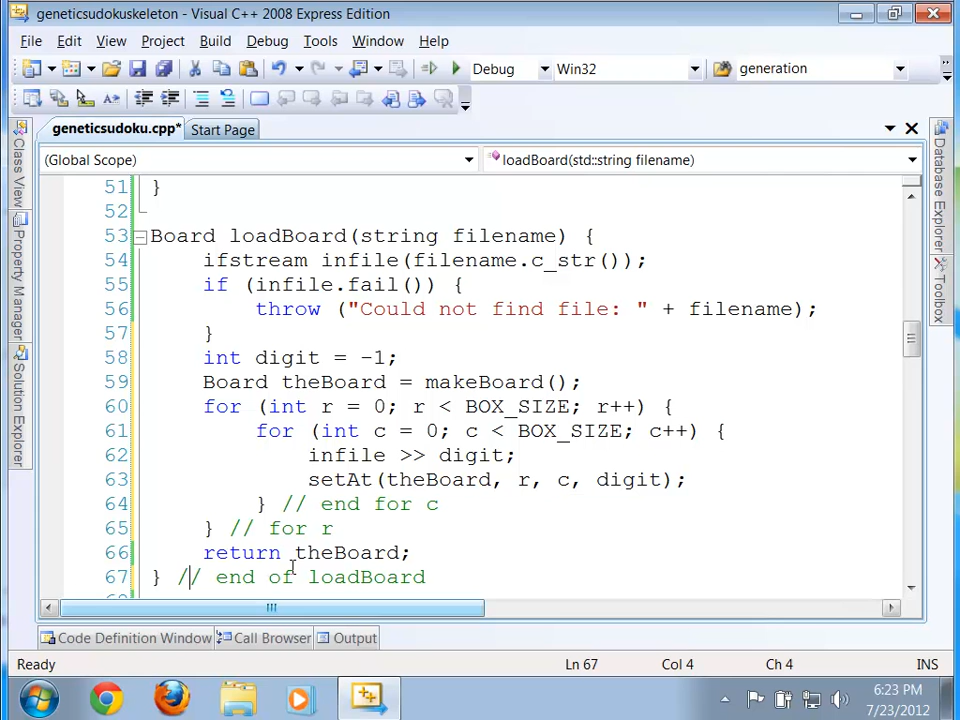 geneticsudokuskeleton - Visual C++ 2008 Express Edition
File Edit View Project Build Debug Tools Window Help
Debug Win32 generation
geneticsudoku.cpp* Start Page
(Global Scope) loadBoard(std::string filename)
Class View
Property Manager
Solution Explorer
Database Explorer
Toolbox
51 }
52
53 Board loadBoard(string filename) {
54 ifstream infile(filename.c_str());
55 if (infile.fail()) {
56 throw ("Could not find file: " + filename);
57 }
58 int digit = -1;
59 Board theBoard = makeBoard();
60 for (int r = 0; r < BOX_SIZE; r++) {
61 for (int c = 0; c < BOX_SIZE; c++) {
62 infile >> digit;
63 setAt(theBoard, r, c, digit);
64 } // end for c
65 } // for r
66 return theBoard;
67 } // end of loadBoard
Code Definition Window Call Browser Output
Ready Ln 67 Col 4 Ch 4 INS
6:23 PM
7/23/2012